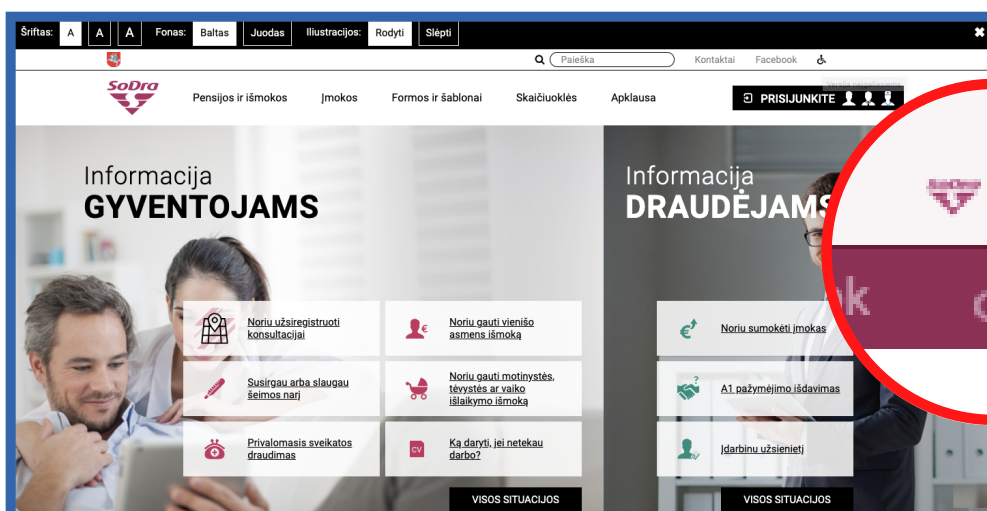 Šriftas: A A A Fonas: Baltas Juodas Iliustracijos: Rodyti Slėpti
Paieška Kontaktai Facebook
SoDra
Pensijos ir išmokos Įmokos Formos ir šablonai Skaičiuoklės Apklausa PRISIJUNKITE
Informacija
GYVENTOJAMS
Informacija
DRAUDĖJAMS
Noriu užsiregistruoti
konsultacijai
Noriu gauti vienišo
asmens išmoką
Noriu sumokėti įmokas
Susirgau arba slaugau
šeimos narį
Noriu gauti motinystės,
tėvystės ar vaiko
išlaikymo išmoką
A1 pažymėjimo išdavimas
Privalomasis sveikatos
draudimas
CV
Ką daryti, jei netekau
darbo?
Įdarbinu užsienietį
VISOS SITUACIJOS
VISOS SITUACIJOS